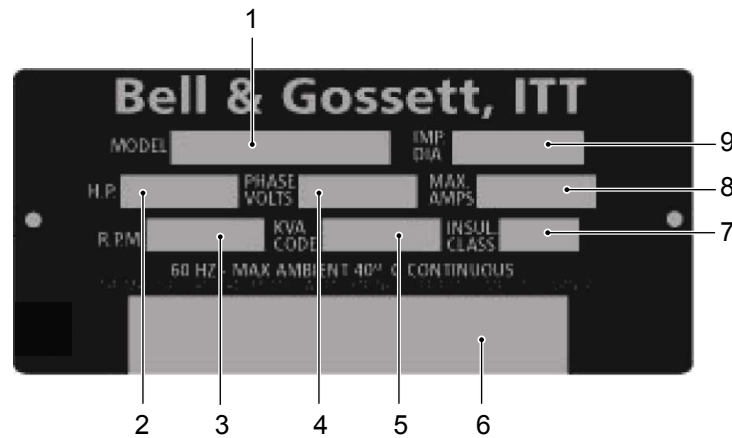 1
Bell & Gossett, ITT
MODEL IMP. DIA 9
H.P. PHASE VOLTS MAX. AMPS 8
R.P.M KVA CODE INSUL. CLASS 7
60 HZ - MAX AMBIENT 40° C CONTINUOUS
2 3 4 5 6